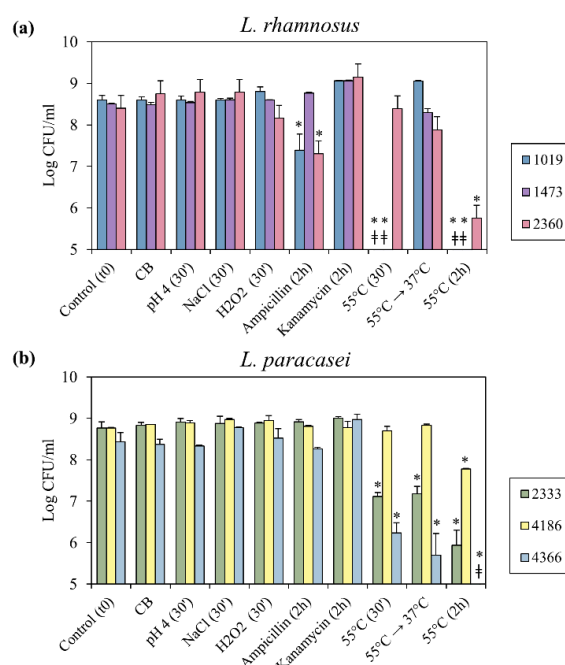 (a)
L. rhamnosus
10
9
8
7
6
5
Log CFU/ml
* * * * * * *
ǂǂ ǂǂ
1019
1473
2360
Control (t0)
CB
pH 4 (30')
NaCl (30')
H2O2 (30')
Ampicillin (2h)
Kanamycin (2h)
55°C (30')
55°C → 37°C
55°C (2h)
(b)
L. paracasei
10
9
8
7
6
5
Log CFU/ml
* * * * * * *
ǂ
2333
4186
4366
Control (t0)
CB
pH 4 (30')
NaCl (30')
H2O2 (30')
Ampicillin (2h)
Kanamycin (2h)
55°C (30')
55°C → 37°C
55°C (2h)